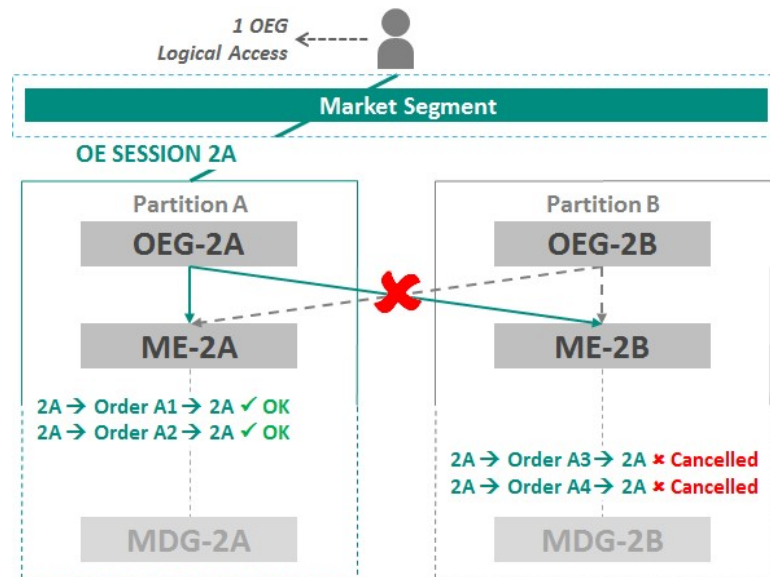 1 OEG
Logical Access
Market Segment
OE SESSION 2A
Partition A
Partition B
OEG-2A
OEG-2B
ME-2A
ME-2B
2A → Order A1 → 2A ✓ OK
2A → Order A2 → 2A ✓ OK
2A → Order A3 → 2A ✖ Cancelled
2A → Order A4 → 2A ✖ Cancelled
MDG-2A
MDG-2B